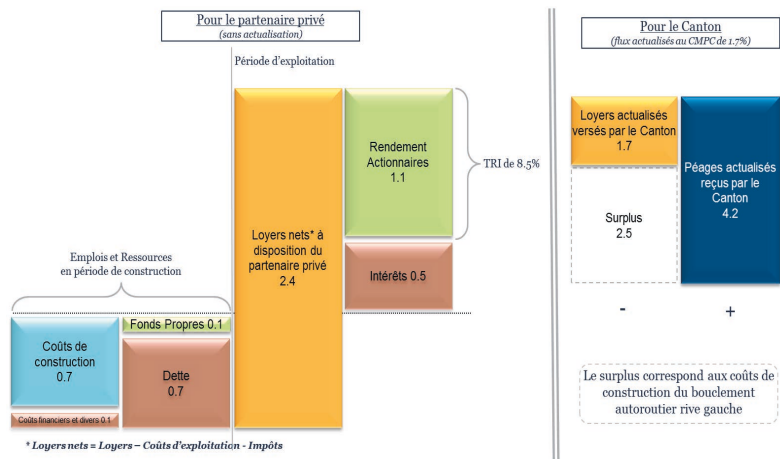 Pour le partenaire privé
(sans actualisation)
Période d'exploitation
Emplois et Ressources
en période de construction
Coûts de
construction
0.7
Coûts financiers et divers 0.1
Fonds Propres 0.1
Dette
0.7
Loyers nets* à
disposition du
partenaire privé
2.4
Rendement
Actionnaires
1.1
Intérêts 0.5
TRI de 8.5%
* Loyers nets = Loyers – Coûts d'exploitation - Impôts
Pour le Canton
(flux actualisés au CMPC de 1.7%)
Loyers actualisés
versés par le Canton
1.7
Surplus
2.5
Péages actualisés
reçus par le
Canton
4.2
-
+
Le surplus correspond aux coûts de
construction du bouclement
autoroutier rive gauche